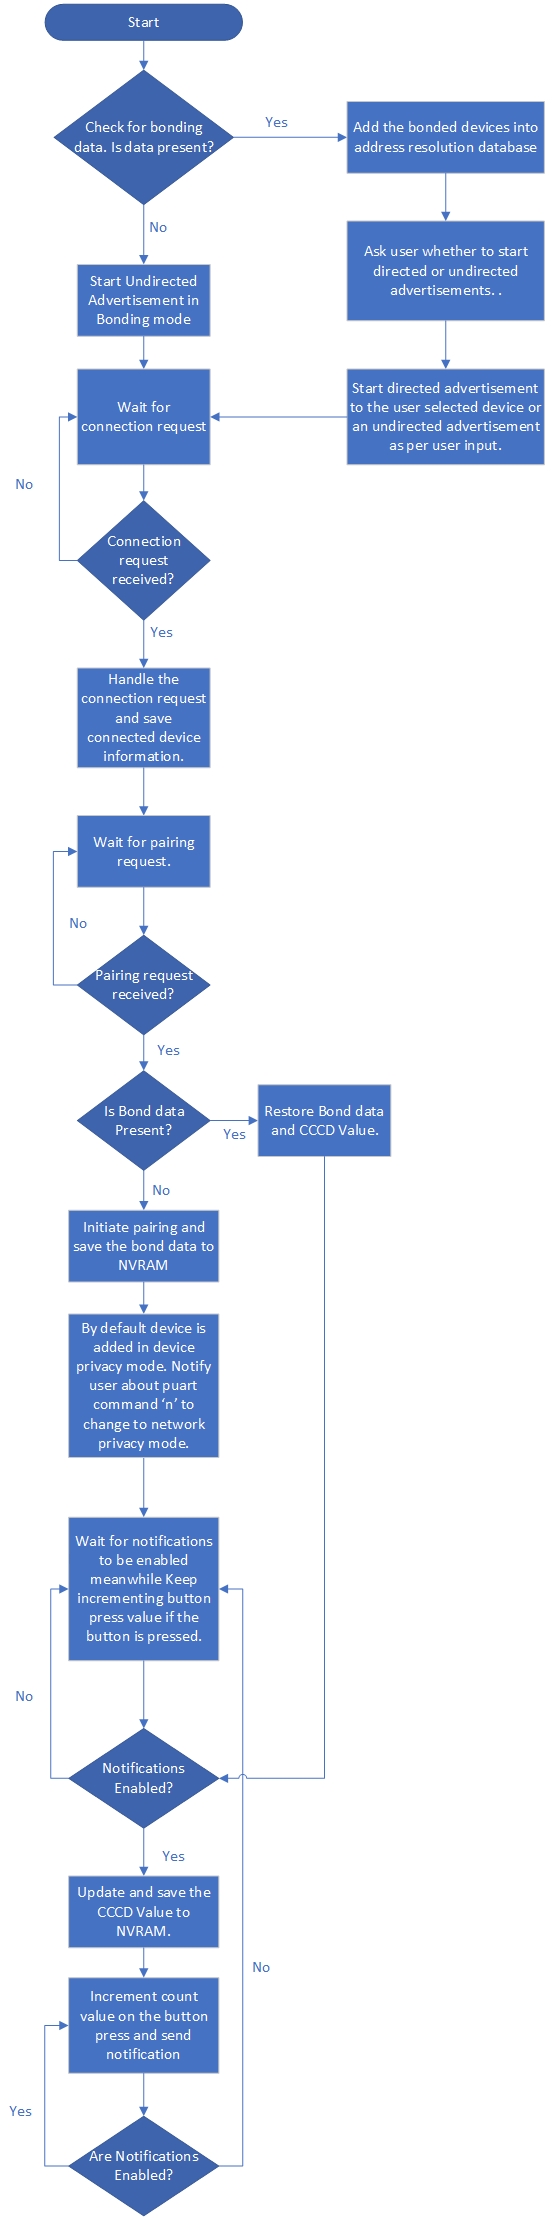 Start
Check for bonding
data. Is data present?
Yes
Add the bonded devices into
address resolution database
No
Ask user whether to start
directed or undirected
advertisements. .
Start Undirected
Advertisement in
Bonding mode
Start directed advertisement
to the user selected device or
an undirected advertisement
as per user input.
Wait for
connection request
No
Connection
request
received?
Yes
Handle the
connection request
and save
connected device
information.
Wait for pairing
request.
No
Pairing request
received?
Yes
Is Bond data
Present?
Yes
Restore Bond data
and CCCD Value.
No
Initiate pairing and
save the bond data to
NVRAM
By default device is
added in device
privacy mode. Notify
user about puart
command ‘n’ to
change to network
privacy mode.
Wait for notifications
to be enabled
meanwhile Keep
incrementing button
press value if the
button is pressed.
No
Notifications
Enabled?
Yes
Update and save the
CCCD Value to
NVRAM.
No
Increment count
value on the button
press and send
notification
Yes
Are Notifications
Enabled?